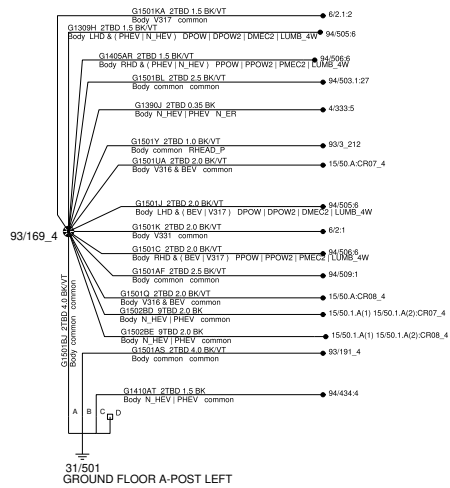 G1501KA 2TBD 1.5 BK/VT
Body V317 common
6/2.1:2
G1309H 2TBD 1.5 BK/VT
Body LHD & ( PHEV | N_HEV ) DPOW | DPOW2 | DMEC2 | LUMB_4W
94/505:6
G1405AR 2TBD 1.5 BK/VT
Body RHD & ( PHEV | N_HEV ) PPOW | PPOW2 | PMEC2 | LUMB_4W
94/506:6
G1501BL 2TBD 2.5 BK/VT
Body common common
94/503.1:27
G1390J 2TBD 0.35 BK
Body N_HEV | PHEV N_ER
4/333:5
G1501Y 2TBD 1.0 BK/VT
Body common RHEAD_P
93/3_212
G1501UA 2TBD 2.0 BK/VT
Body V316 & BEV common
15/50.A:CR07_4
G1501J 2TBD 2.0 BK/VT
Body LHD & ( BEV | V317 ) DPOW | DPOW2 | DMEC2 | LUMB_4W
94/505:6
93/169_4
G1501K 2TBD 2.0 BK/VT
Body V331 common
6/2:1
G1501C 2TBD 2.0 BK/VT
Body RHD & ( BEV | V317 ) PPOW | PPOW2 | PMEC2 | LUMB_4W
94/506:6
G1501AF 2TBD 2.5 BK/VT
Body common common
94/509:1
G1501Q 2TBD 2.0 BK/VT
Body V316 & BEV common
15/50.A:CR08_4
G1502BD 9TBD 2.0 BK
Body N_HEV | PHEV common
15/50.1.A(1) 15/50.1.A(2):CR07_4
G1502BE 9TBD 2.0 BK
Body N_HEV | PHEV common
15/50.1.A(1) 15/50.1.A(2):CR08_4
G1501AS 2TBD 4.0 BK/VT
Body common common
93/191_4
G1501BJ 2TBD 4.0 BK/VT
Body common common
G1410AT 2TBD 1.5 BK
Body N_HEV | PHEV common
94/434:4
A B C D
31/501
GROUND FLOOR A-POST LEFT